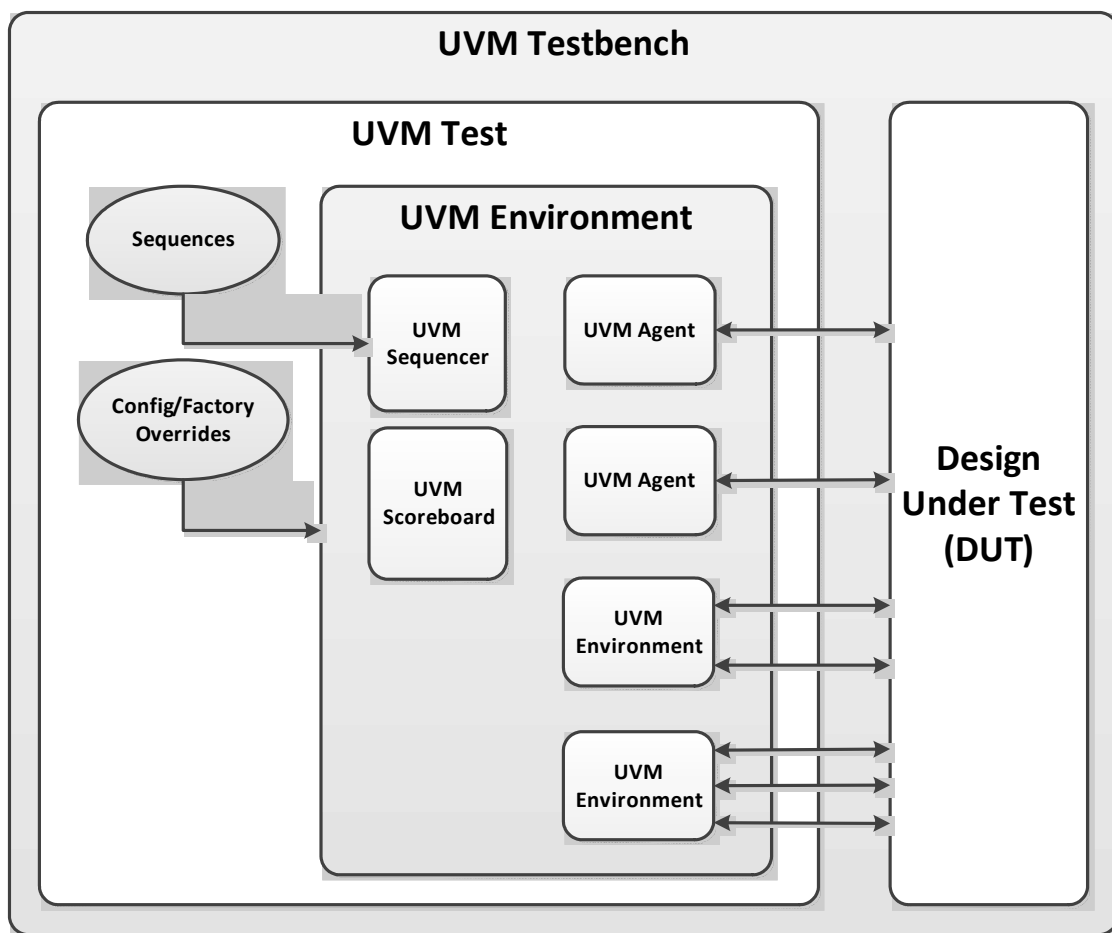 UVM Testbench
UVM Test
Sequences
Config/Factory
Overrides
UVM Environment
UVM
Sequencer
UVM
Scoreboard
UVM Agent
UVM Agent
UVM
Environment
UVM
Environment
Design
Under Test
(DUT)